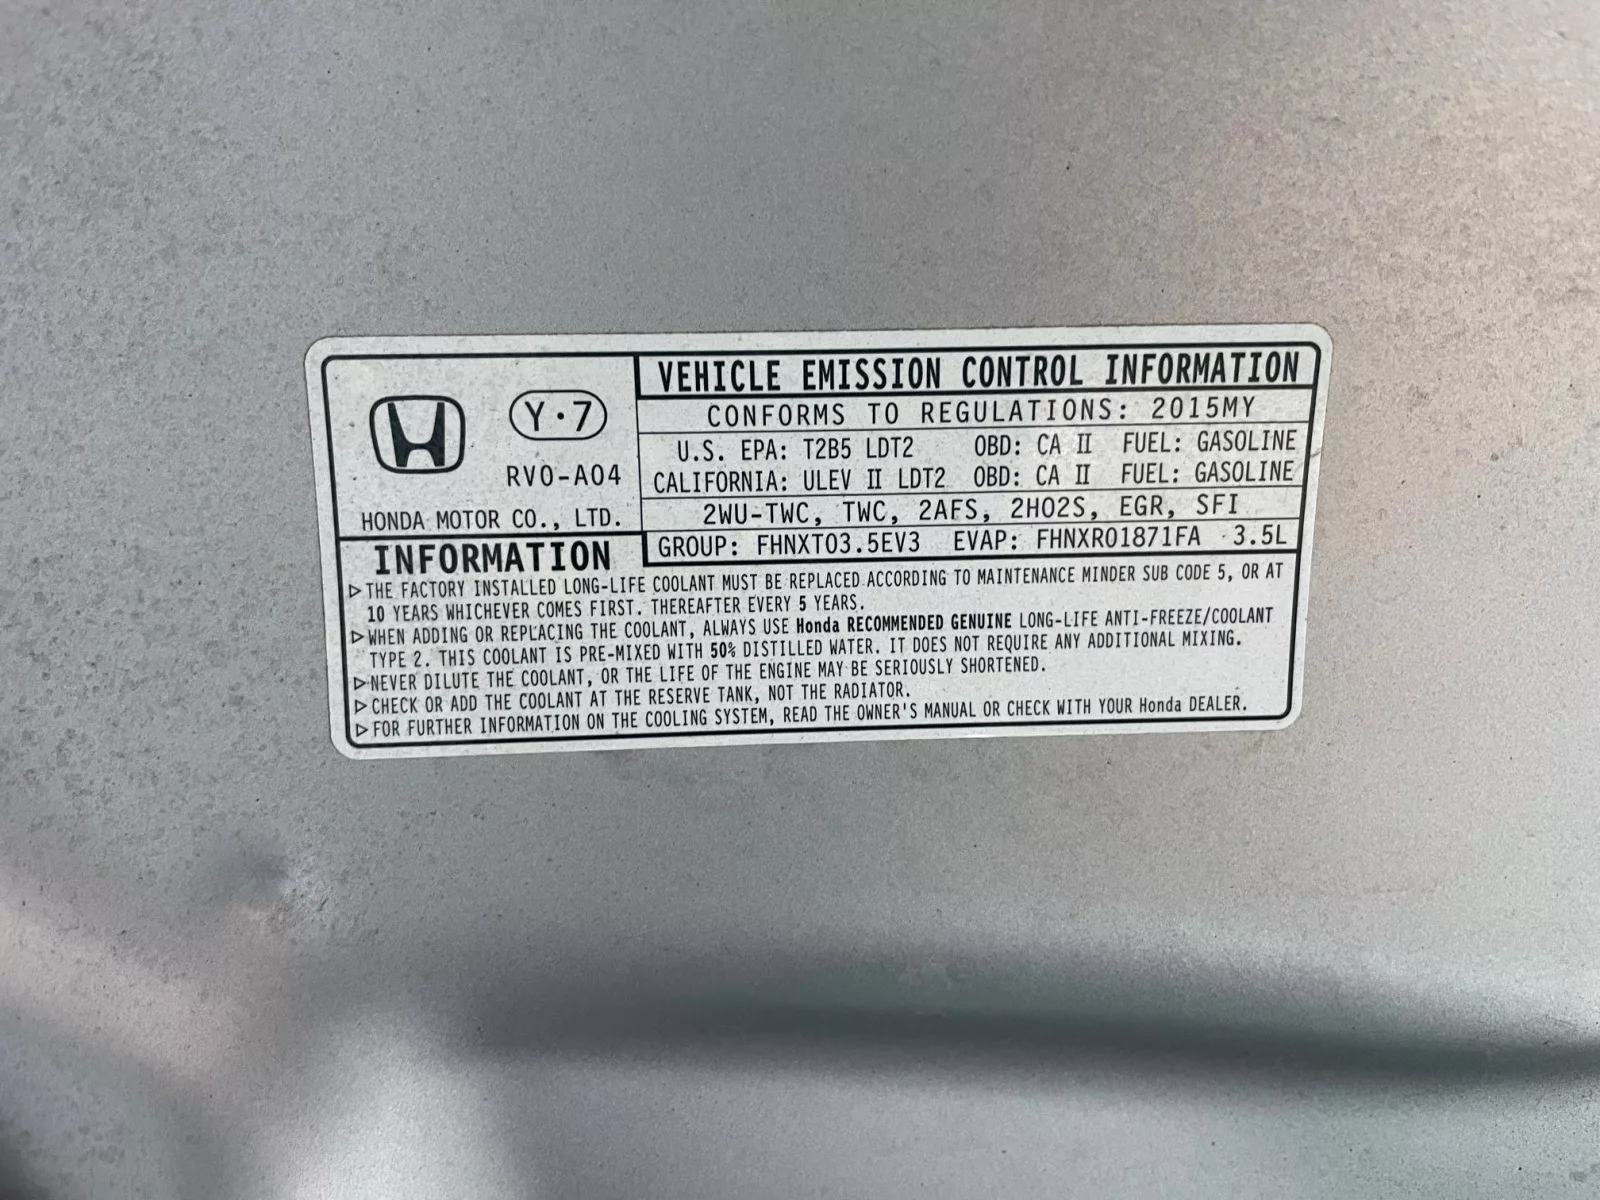 Y·7
RV0-A04
HONDA MOTOR CO., LTD.
VEHICLE EMISSION CONTROL INFORMATION
CONFORMS TO REGULATIONS: 2015MY
U.S. EPA: T2B5 LDT2 OBD: CA II FUEL: GASOLINE
CALIFORNIA: ULEV II LDT2 OBD: CA II FUEL: GASOLINE
2WU-TWC, TWC, 2AFS, 2HO2S, EGR, SFI
GROUP: FHNXT03.5EV3 EVAP: FHNXR01871FA 3.5L
INFORMATION
▷THE FACTORY INSTALLED LONG-LIFE COOLANT MUST BE REPLACED ACCORDING TO MAINTENANCE MINDER SUB CODE 5, OR AT
10 YEARS WHICHEVER COMES FIRST. THEREAFTER EVERY 5 YEARS.
▷WHEN ADDING OR REPLACING THE COOLANT, ALWAYS USE Honda RECOMMENDED GENUINE LONG-LIFE ANTI-FREEZE/COOLANT
TYPE 2. THIS COOLANT IS PRE-MIXED WITH 50% DISTILLED WATER. IT DOES NOT REQUIRE ANY ADDITIONAL MIXING.
▷NEVER DILUTE THE COOLANT, OR THE LIFE OF THE ENGINE MAY BE SERIOUSLY SHORTENED.
▷CHECK OR ADD THE COOLANT AT THE RESERVE TANK, NOT THE RADIATOR.
▷FOR FURTHER INFORMATION ON THE COOLING SYSTEM, READ THE OWNER'S MANUAL OR CHECK WITH YOUR Honda DEALER.